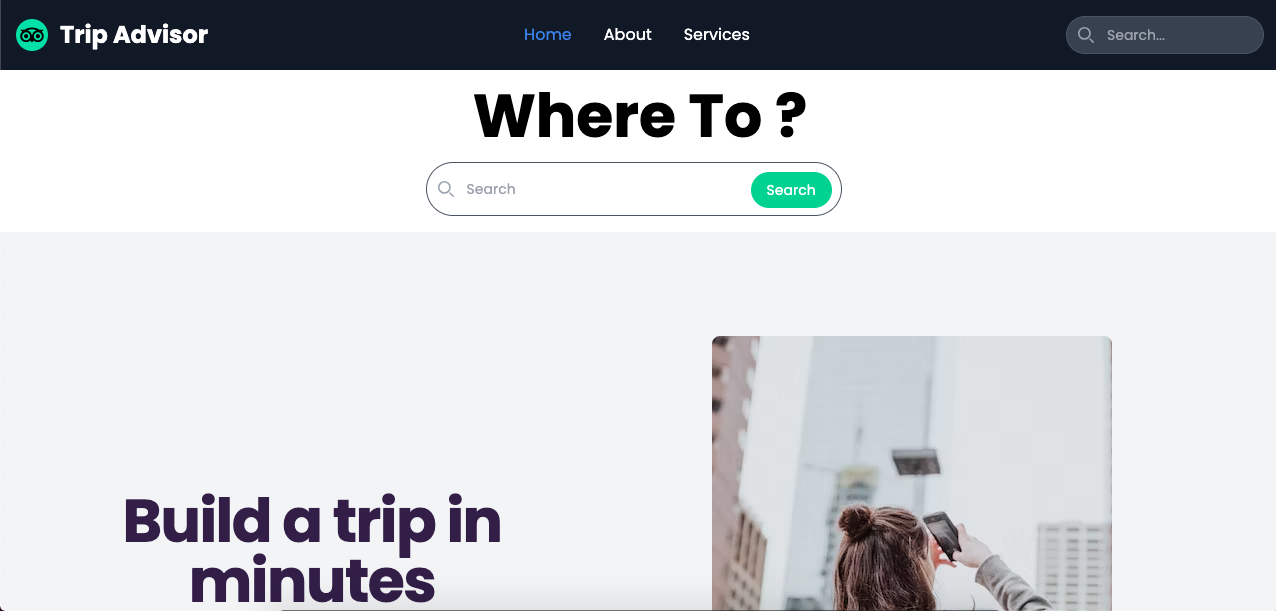 Trip Advisor Home About Services Search...
Where To ?
Search Search
Build a trip in
minutes